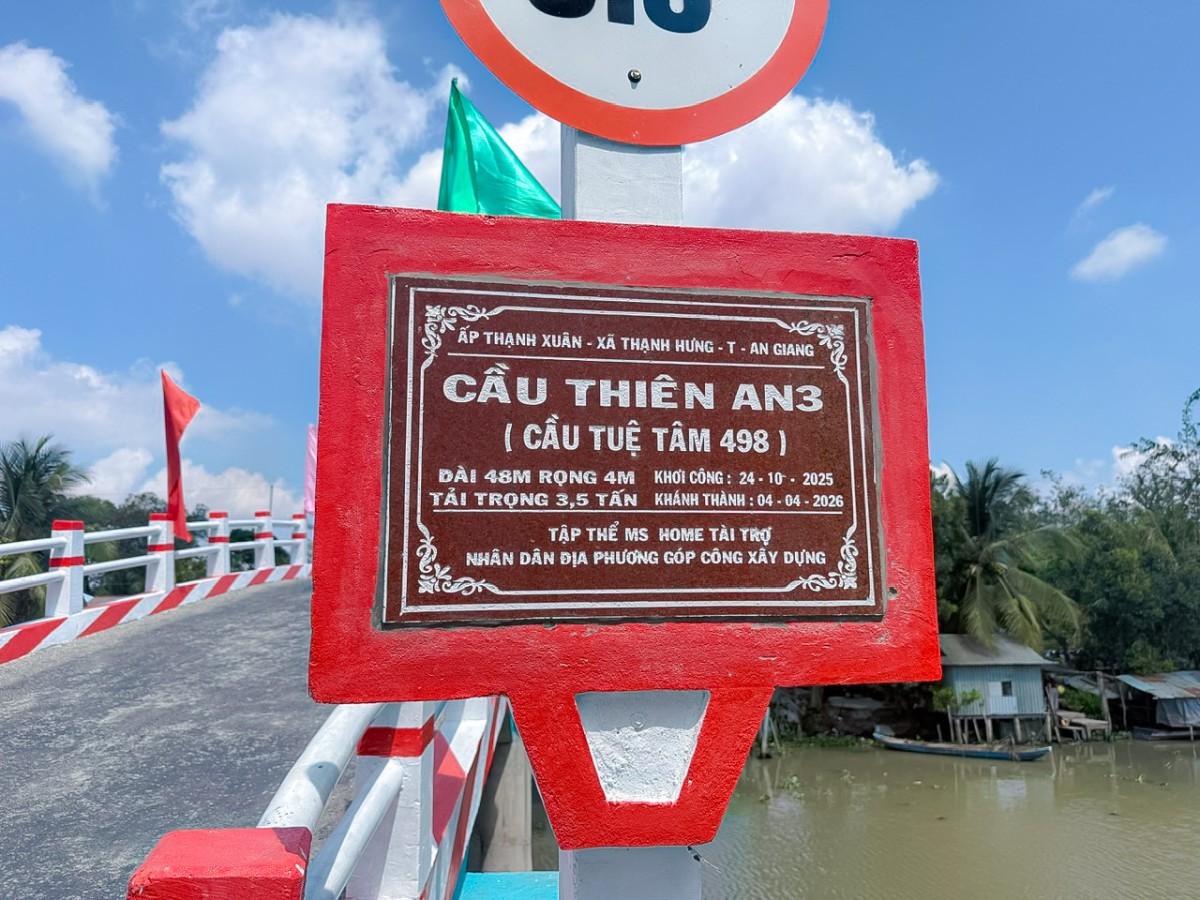 ẤP THẠNH XUÂN - XÃ THẠNH HƯNG - T - AN GIANG
CẦU THIÊN AN3
( CẦU TUỆ TÂM 498 )
DÀI 48M RỘNG 4M KHỞI CÔNG : 24 - 10 - 2025
TẢI TRỌNG 3,5 TẤN KHÁNH THÀNH : 04 - 04 - 2026
TẬP THỂ MS HOME TÀI TRỢ
NHÂN DÂN ĐỊA PHƯƠNG GÓP CÔNG XÂY DỰNG